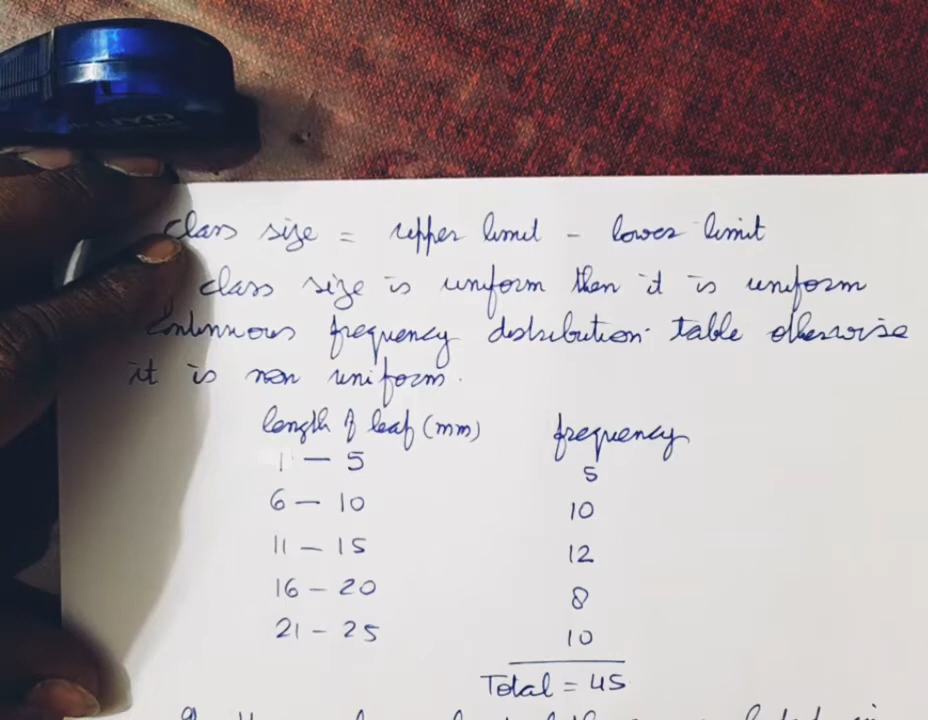 class size = upper limit - lower limit
class size is uniform then it is uniform
Continuous frequency distribution table otherwise
it is non uniform.
length of leaf (mm) frequency
1 - 5 5
6 - 10 10
11 - 15 12
16 - 20 8
21 - 25 10
Total = 45